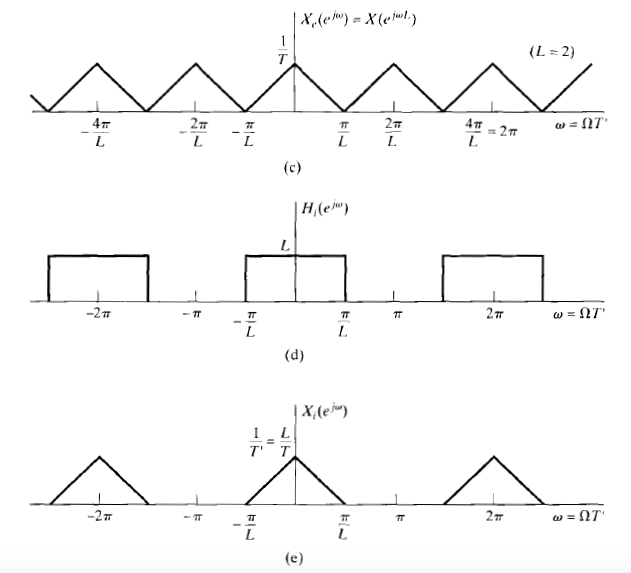 X_e(e^{jω}) = X(e^{jωL})
1/T
(L = 2)
-4π/L -2π/L -π/L π/L 2π/L 4π/L = 2π ω = ΩT'
(c)
H_i(e^{jω})
L
-2π -π -π/L π/L π 2π ω = ΩT'
(d)
X_i(e^{jω})
1/T' = L/T
-2π -π -π/L π/L π 2π ω = ΩT'
(e)